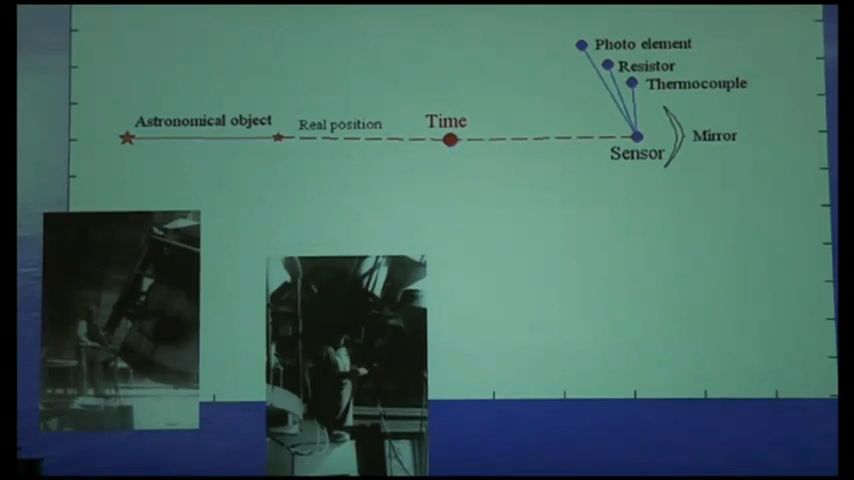 Photo element
Resistor
Thermocouple
Astronomical object
Real position
Time
Mirror
Sensor